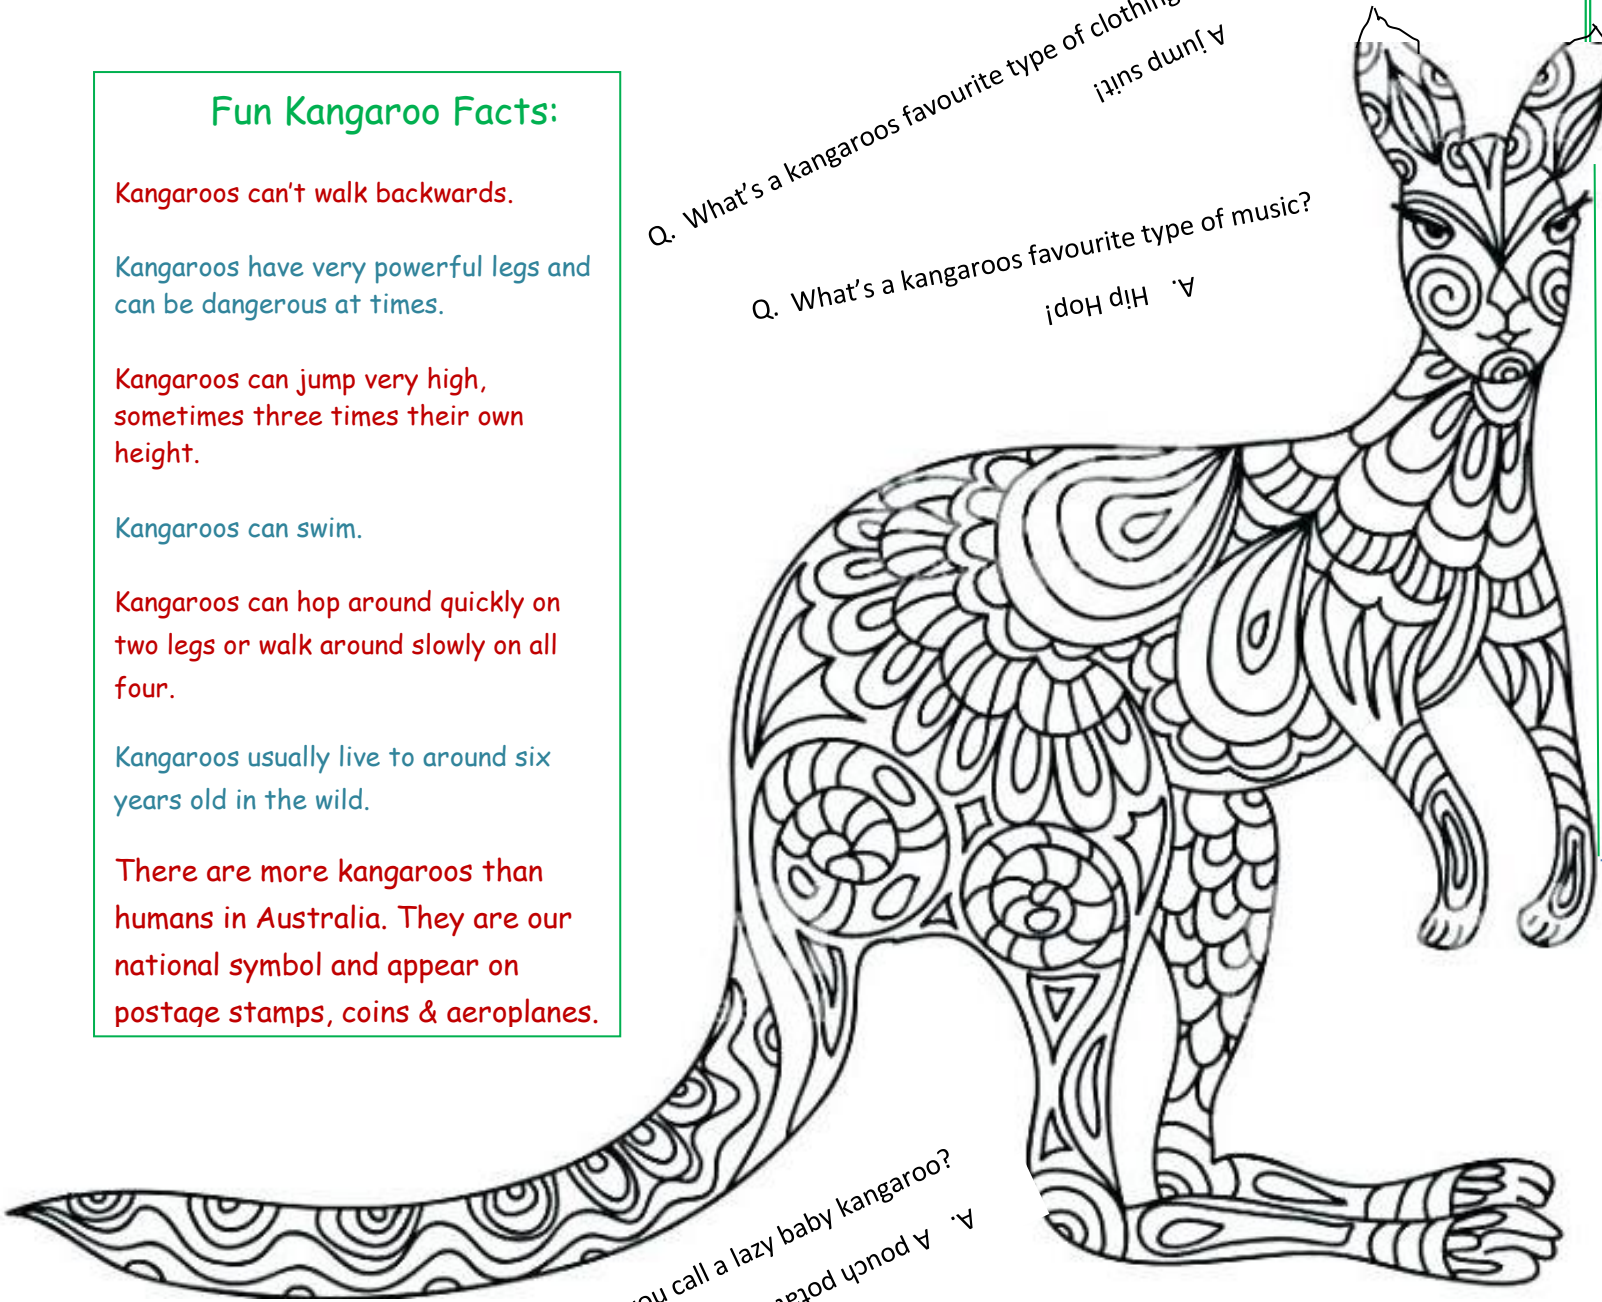 Fun Kangaroo Facts:
Kangaroos can't walk backwards.
Kangaroos have very powerful legs and
can be dangerous at times.
Kangaroos can jump very high,
sometimes three times their own
height.
Kangaroos can swim.
Kangaroos can hop around quickly on
two legs or walk around slowly on all
four.
Kangaroos usually live to around six
years old in the wild.
There are more kangaroos than
humans in Australia. They are our
national symbol and appear on
postage stamps, coins & aeroplanes.
Q. What's a kangaroos favourite type of clothing
A jump suit!
Q. What's a kangaroos favourite type of music?
A. Hip Hop!
call a lazy baby kangaroo?
A. A pouch